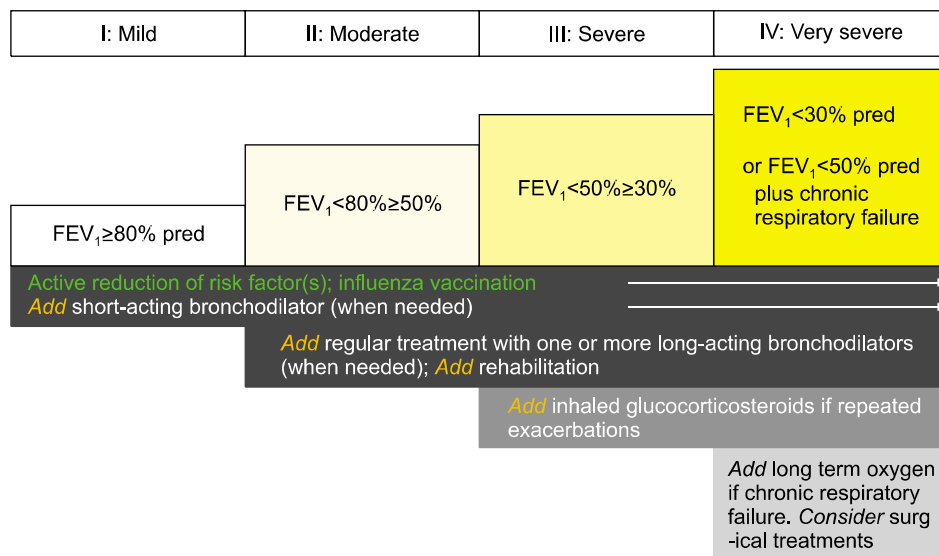 I: Mild
II: Moderate
III: Severe
IV: Very severe
FEV₁≥80% pred
FEV₁<80%≥50%
FEV₁<50%≥30%
FEV₁<30% pred
or FEV₁<50% pred
plus chronic
respiratory failure
Active reduction of risk factor(s); influenza vaccination
Add short-acting bronchodilator (when needed)
Add regular treatment with one or more long-acting bronchodilators
(when needed); Add rehabilitation
Add inhaled glucocorticosteroids if repeated
exacerbations
Add long term oxygen
if chronic respiratory
failure. Consider surg
-ical treatments